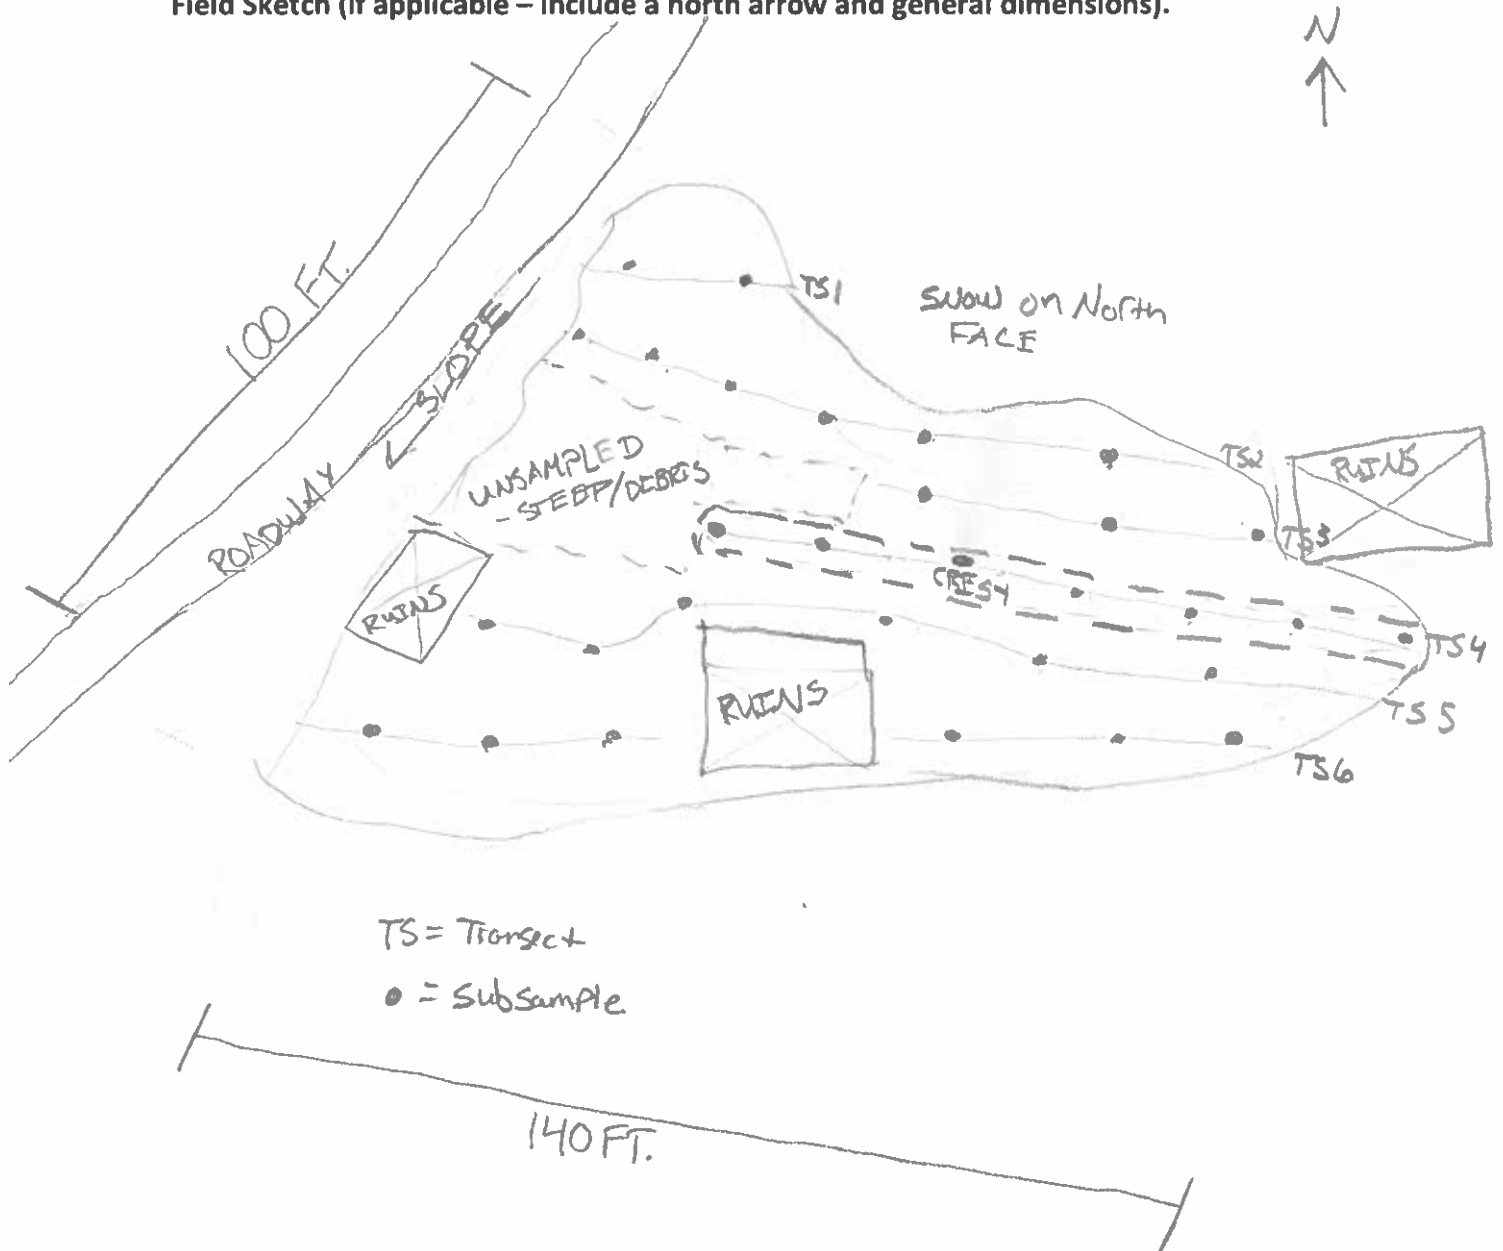 Field Sketch (if applicable – include a north arrow and general dimensions).
N
100 FT.
TS1
SNOW on North
FACE
SLOPE
ROADWAY
UNSAMPLED
- STEEP/DEBRIS
TS2
RUINS
TS3
CREST
TS4
RUINS
RUINS
TS5
TS6
TS = Transect
● = Subsample
140 FT.